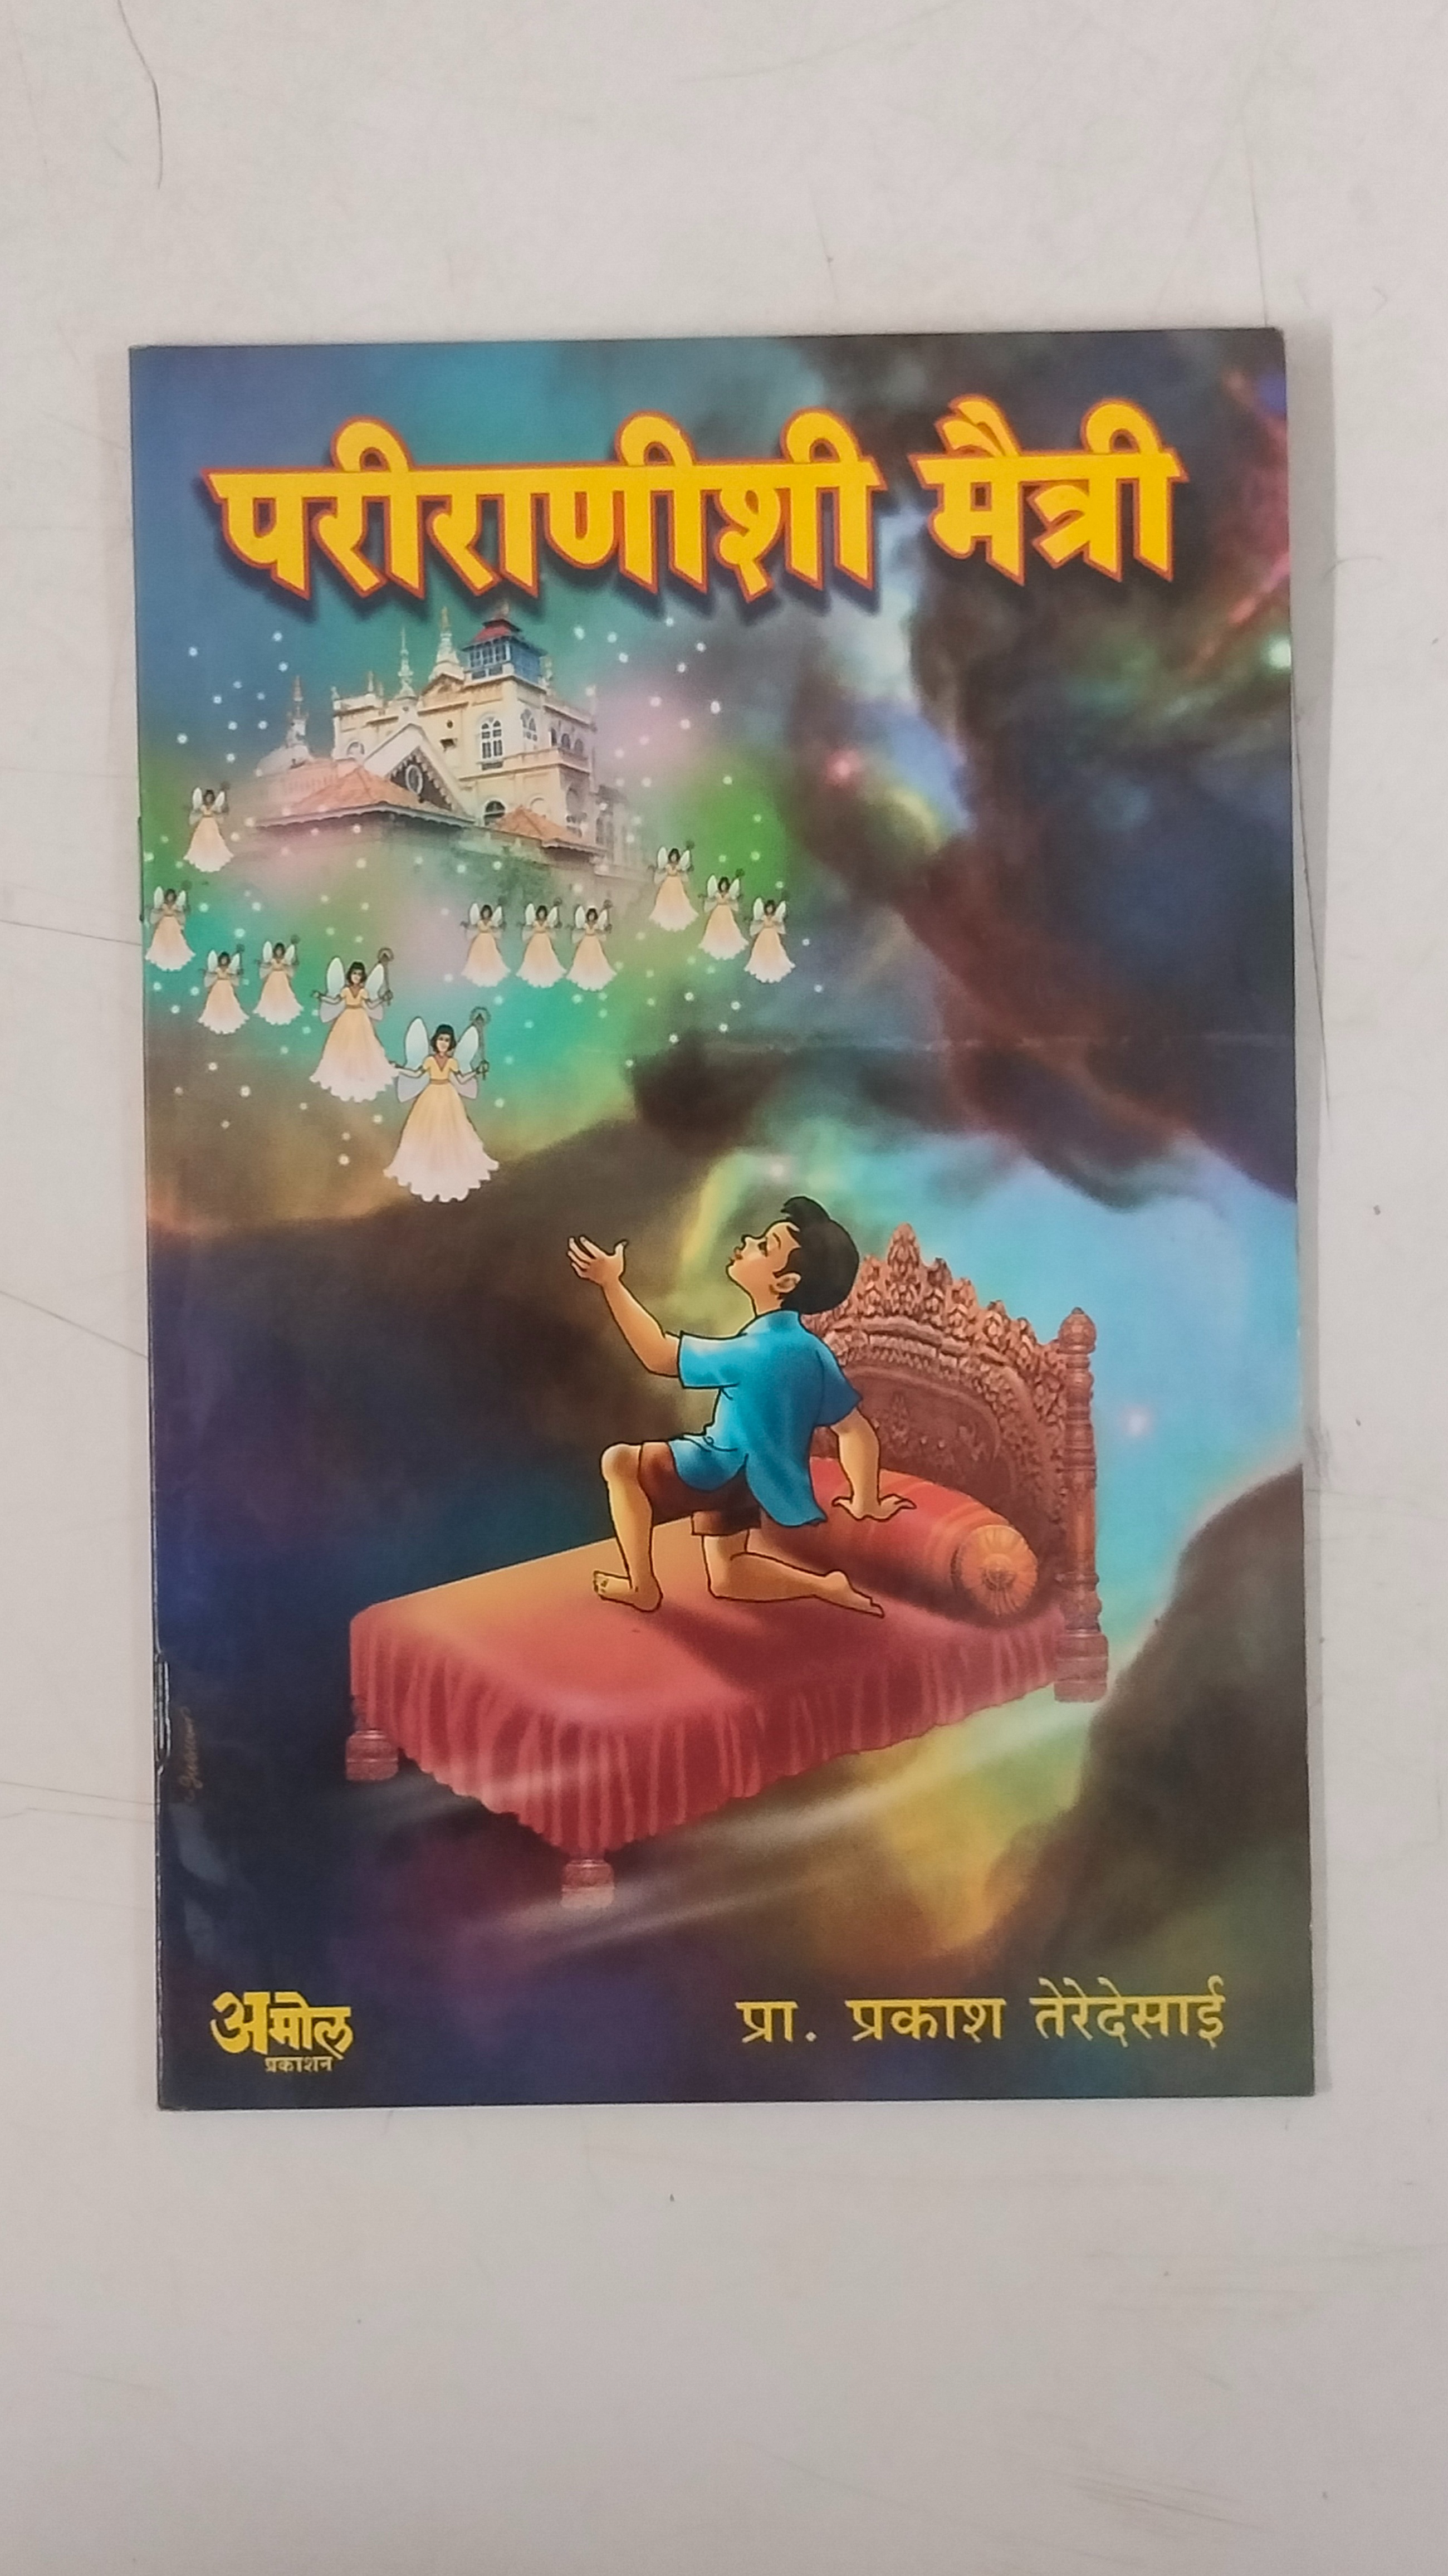 परीराणीशी मैत्री
अमोल
प्रकाशन
प्रा. प्रकाश तेरेदेसाई